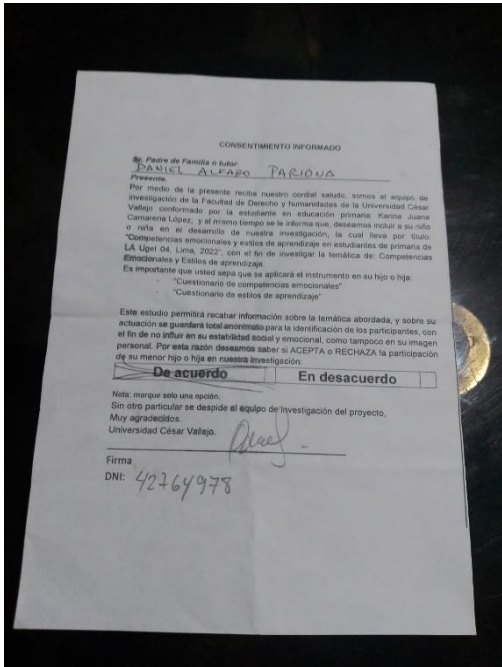 CONSENTIMIENTO INFORMADO
Sr. Padre de Familia o tutor
DANIEL ALFARO PARIONA
Presente.
Por medio de la presente reciba nuestro cordial saludo, somos el equipo de
investigación de la Facultad de Derecho y humanidades de la Universidad César
Vallejo conformado por la estudiante en educación primaria: Karina Juana
Camarena López; y al mismo tiempo se le informa que, deseamos incluir a su niño
o niña en el desarrollo de nuestra investigación, la cual lleva por título:
"Competencias emocionales y estilos de aprendizaje en estudiantes de primaria de
LA Ugel 04, Lima, 2022", con el fin de investigar la temática de: Competencias
Emocionales y Estilos de aprendizaje.
Es importante que usted sepa que se aplicará el instrumento en su hijo o hija:
- "Cuestionario de competencias emocionales"
- "Cuestionario de estilos de aprendizaje"
Este estudio permitirá recabar información sobre la temática abordada, y sobre su
actuación se guardará total anonimato para la identificación de los participantes, con
el fin de no influir en su estabilidad social y emocional, como tampoco en su imagen
personal. Por esta razón deseamos saber si ACEPTA o RECHAZA la participación
de su menor hijo o hija en nuestra investigación:
De acuerdo En desacuerdo
Nota: marque solo una opción.
Sin otro particular se despide el equipo de Investigación del proyecto,
Muy agradecidos.
Universidad César Vallejo.
Firma
DNI: 42764978